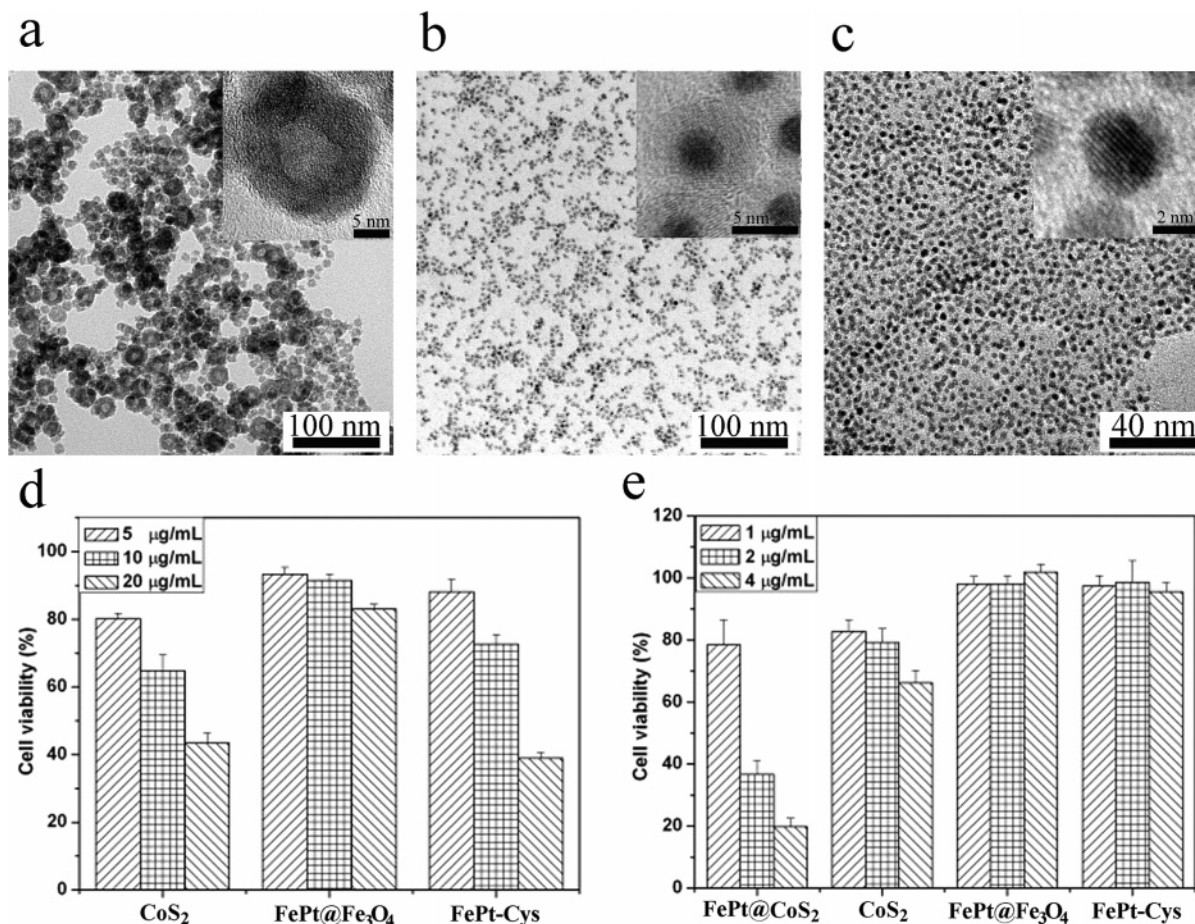 a
b
c
5 nm
5 nm
2 nm
100 nm
100 nm
40 nm
d
5 μg/mL
10 μg/mL
20 μg/mL
100
80
60
40
20
0
Cell viability (%)
CoS₂
FePt@Fe₃O₄
FePt-Cys
e
1 μg/mL
2 μg/mL
4 μg/mL
120
100
80
60
40
20
0
Cell viability (%)
FePt@CoS₂
CoS₂
FePt@Fe₃O₄
FePt-Cys